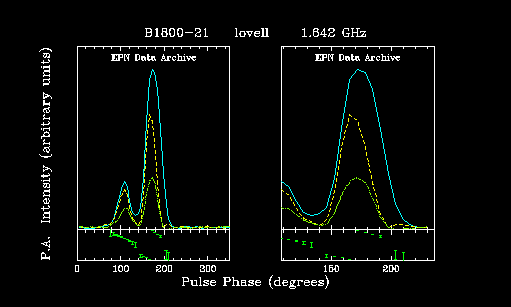 B1800-21 lovell 1.642 GHz
EPN Data Archive EPN Data Archive
P.A. Intensity (arbitrary units)
0 100 200 300 150 200
Pulse Phase (degrees)